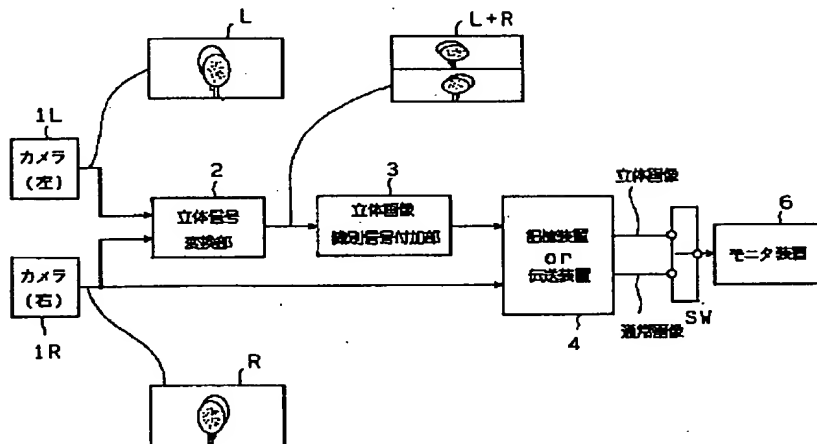 L
L+R
1L
カメラ
(左)
2
立体信号
変換部
3
立体画像
識別信号付加部
立体画像
6
モニタ装置
カメラ
(右)
1R
記憶装置
or
伝送装置
4
通常画像
SW
R